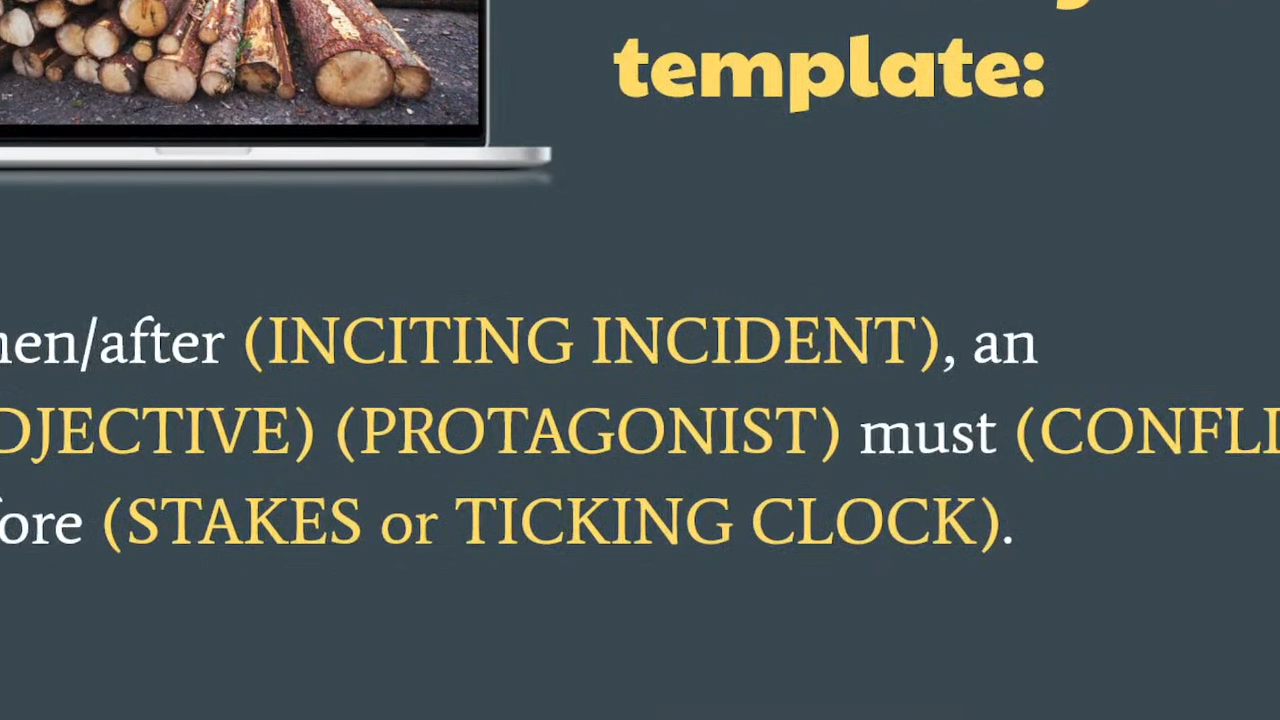 template:
hen/after (INCITING INCIDENT), an
DJECTIVE) (PROTAGONIST) must (CONFLI
fore (STAKES or TICKING CLOCK).